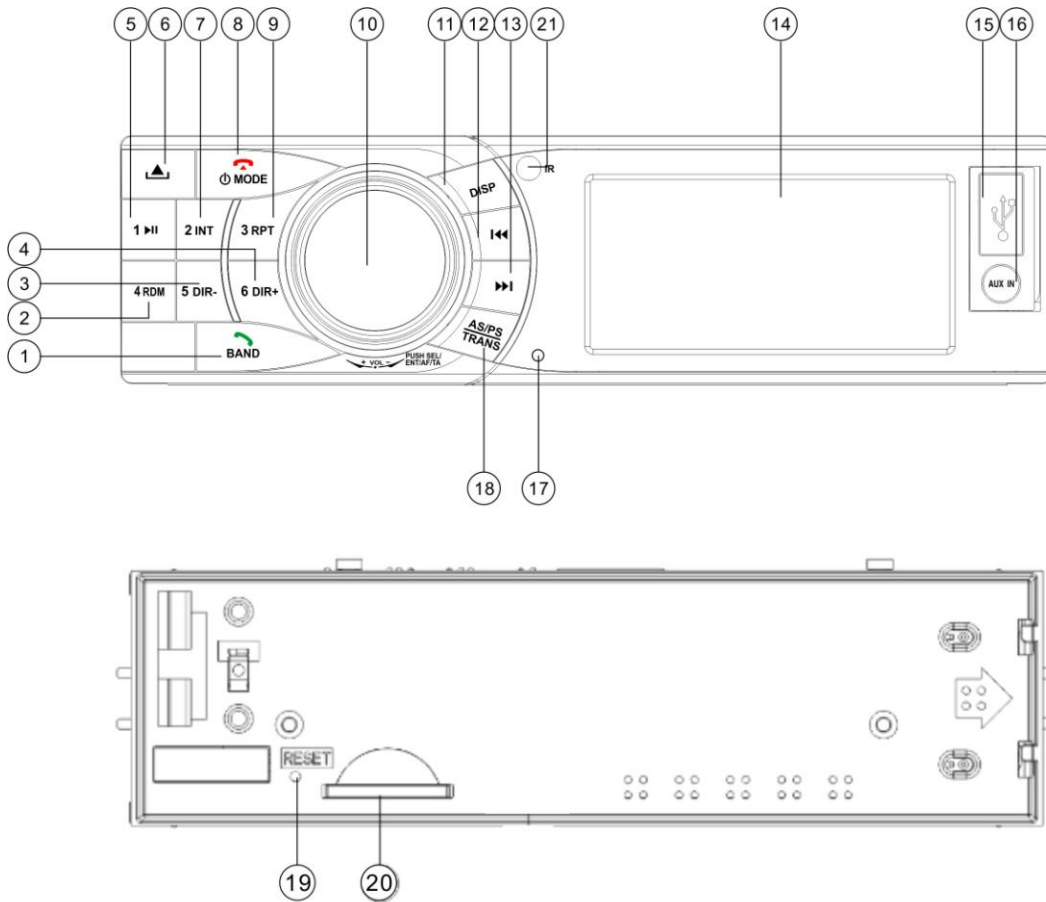 5 6 7 8 9 10 11 12 13 21 14 15 16
MODE
IR
DISP
1 2 INT 3 RPT
4
3
4 RDM 5 DIR- 6 DIR+
AUX IN
2
AS/PS
TRANS
1
BAND
+ VOL -
PUSH SEL/
ENT/AF/TA
18 17
RESET
19 20